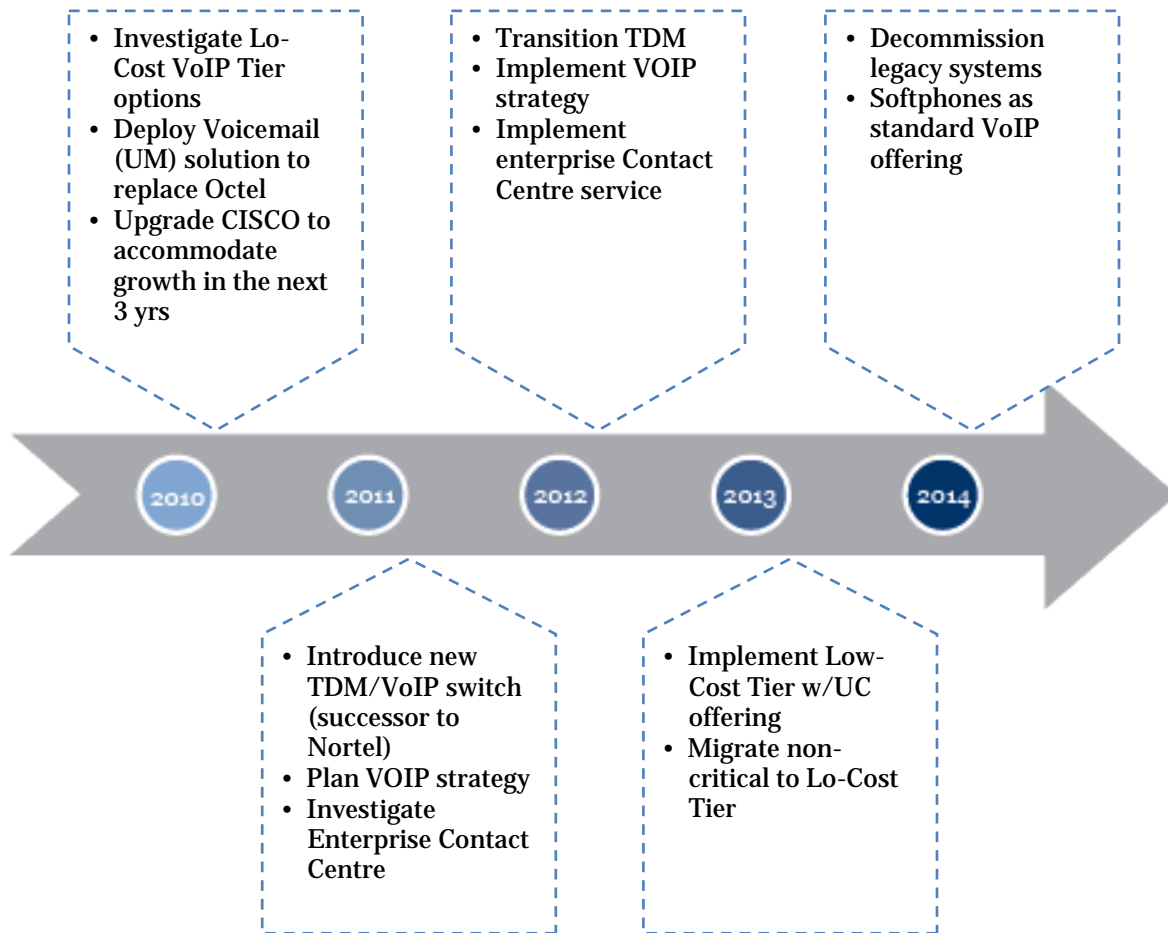 • Investigate Lo-
Cost VoIP Tier
options
• Deploy Voicemail
(UM) solution to
replace Octel
• Upgrade CISCO to
accommodate
growth in the next
3 yrs
• Transition TDM
• Implement VOIP
strategy
• Implement
enterprise Contact
Centre service
• Decommission
legacy systems
• Softphones as
standard VoIP
offering
2010
2011
2012
2013
2014
• Introduce new
TDM/VoIP switch
(successor to
Nortel)
• Plan VOIP strategy
• Investigate
Enterprise Contact
Centre
• Implement Low-
Cost Tier w/UC
offering
• Migrate non-
critical to Lo-Cost
Tier